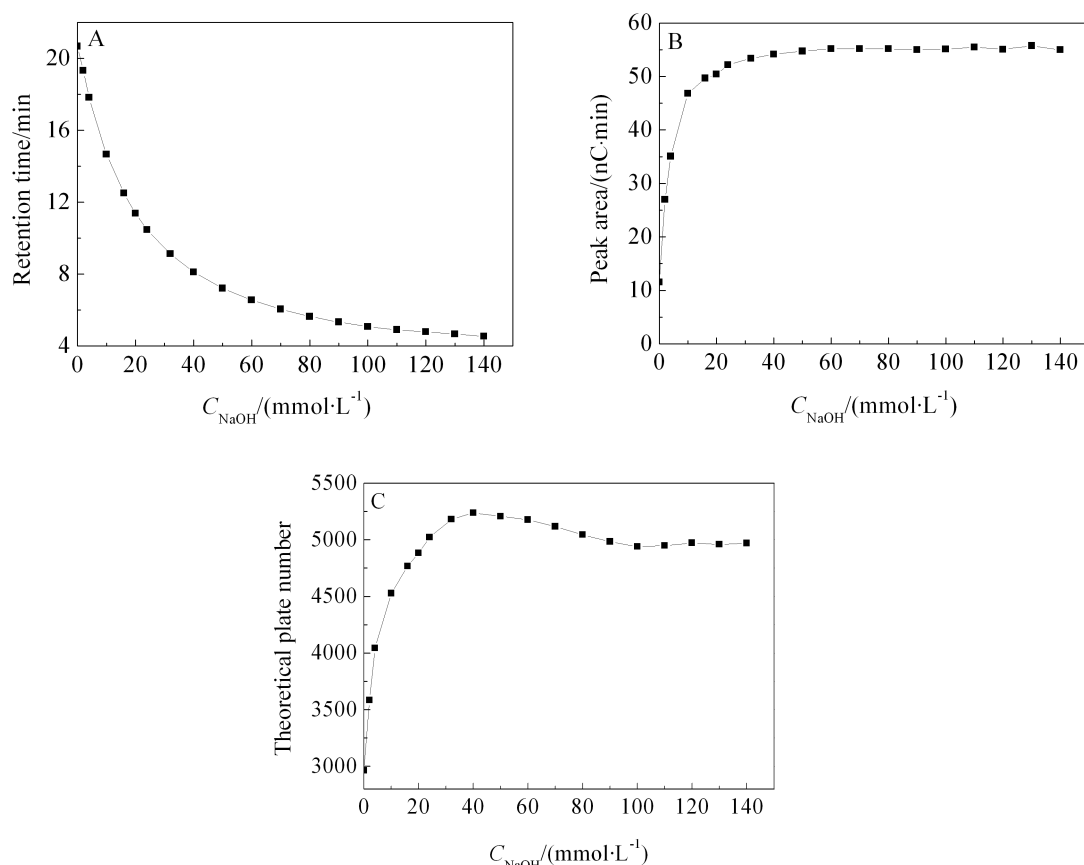 A
Retention time/min
20
16
12
8
4
0 20 40 60 80 100 120 140
C_NaOH/(mmol·L⁻¹)
B
Peak area/(nC·min)
60
50
40
30
20
10
0
0 20 40 60 80 100 120 140
C_NaOH/(mmol·L⁻¹)
C
Theoretical plate number
5500
5000
4500
4000
3500
3000
0 20 40 60 80 100 120 140
C_NaOH/(mmol·L⁻¹)